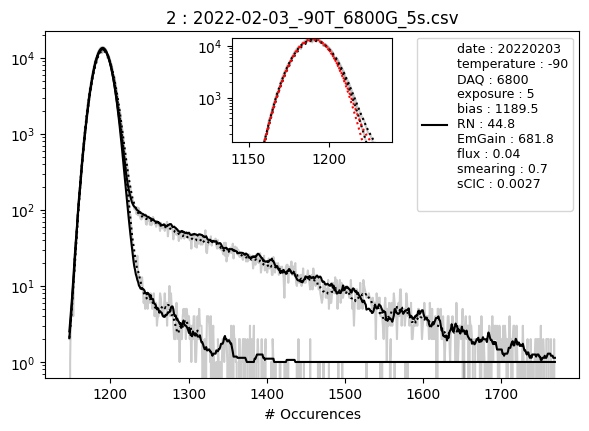 2 : 2022-02-03_-90T_6800G_5s.csv
date : 20220203
temperature : -90
DAQ : 6800
exposure : 5
bias : 1189.5
RN : 44.8
EmGain : 681.8
flux : 0.04
smearing : 0.7
sCIC : 0.0027
10⁴
10³
10²
10¹
10⁰
10³
10⁴
1150 1200
1200 1300 1400 1500 1600 1700
# Occurences